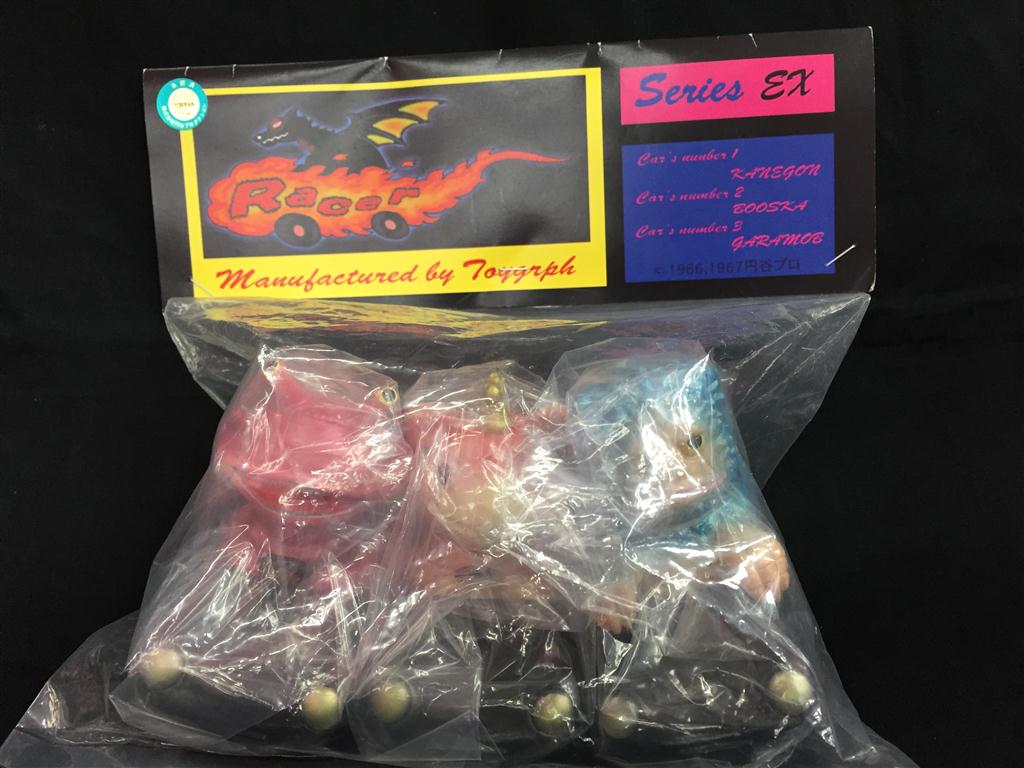 Racer
Manufactured by Toygrph
Series EX
Car's nunber 1
KANEGON
Car's number 2
BOOSKA
Car's number 3
GARAMOB
©1966,1967円谷プロ